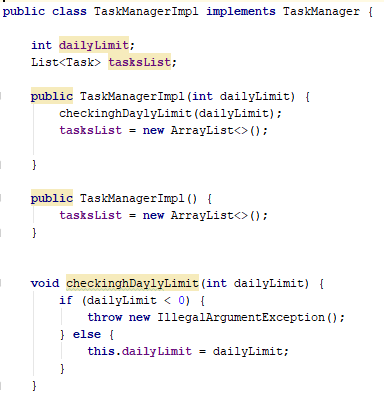 public class TaskManagerImpl implements TaskManager {
int dailyLimit;
List<Task> tasksList;
public TaskManagerImpl(int dailyLimit) {
checkinghDaylyLimit(dailyLimit);
tasksList = new ArrayList<>();
}
public TaskManagerImpl() {
tasksList = new ArrayList<>();
}
void checkinghDaylyLimit(int dailyLimit) {
if (dailyLimit < 0) {
throw new IllegalArgumentException();
} else {
this.dailyLimit = dailyLimit;
}
}